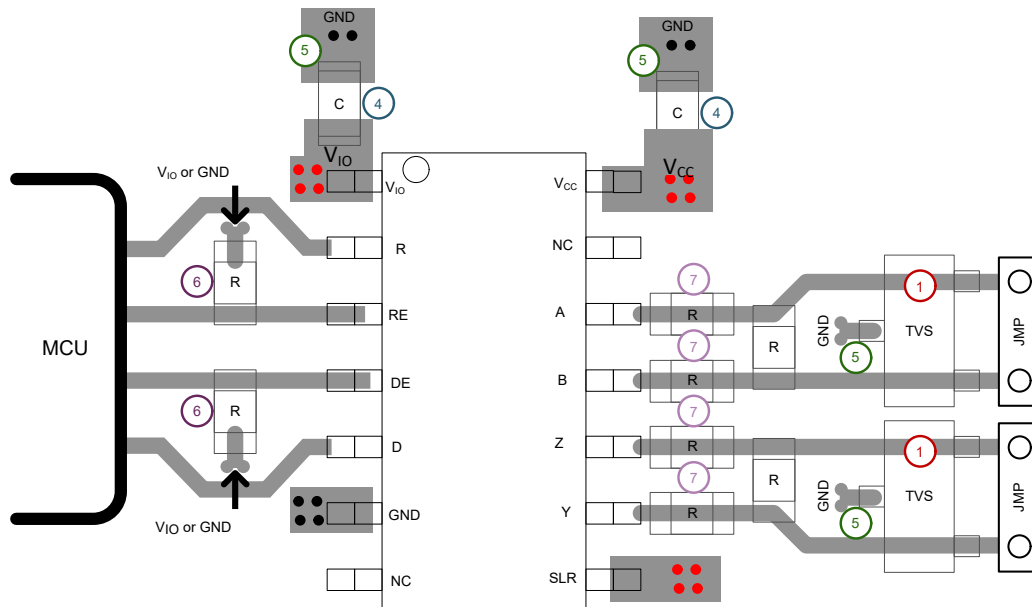 GND
GND
5
5
C
4
C
4
VIO
VCC
VIO or GND
VIO
VCC
R
NC
6
R
7
1
RE
A
R
R
GND
TVS
JMP
MCU
7
5
DE
B
R
6
R
7
D
Z
R
1
7
R
GND
TVS
JMP
VIO or GND
GND
Y
R
5
NC
SLR